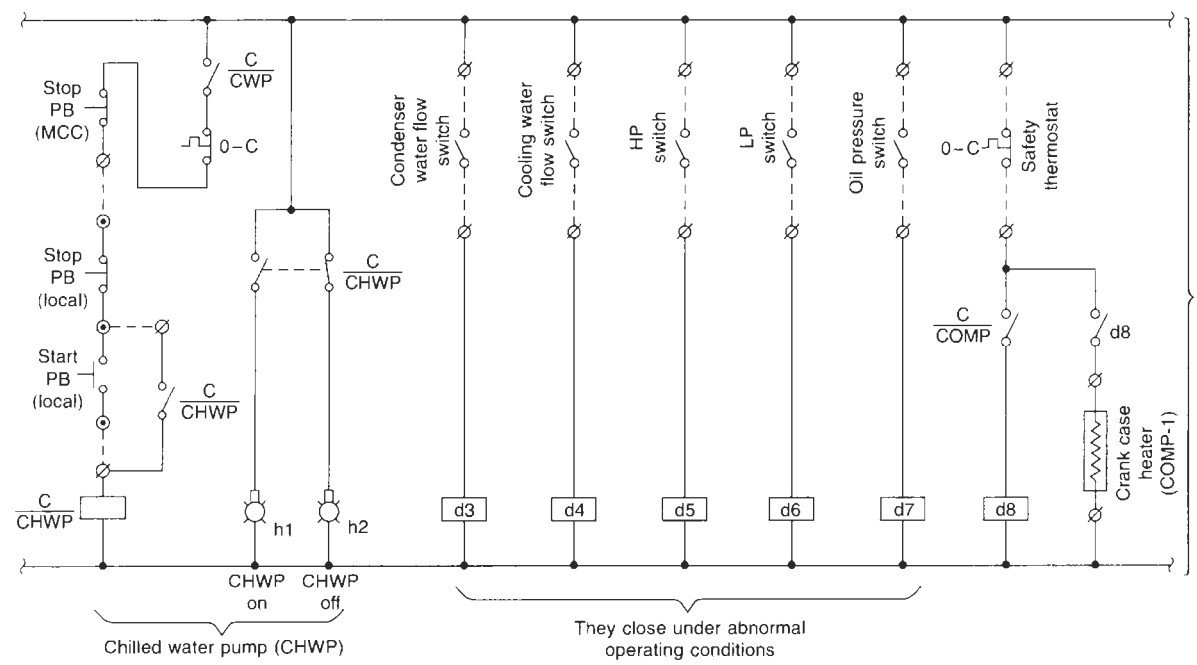 Stop
PB
(MCC)
C
CWP
O~C
Stop
PB
(local)
Start
PB
(local)
C
CHWP
C
CHWP
C
CHWP
h1
h2
CHWP
on
CHWP
off
Chilled water pump (CHWP)
Condenser
water flow
switch
Cooling water
flow switch
HP
switch
LP
switch
Oil pressure
switch
O~C
Safety
thermostat
C
COMP
d8
Crank case
heater
(COMP-1)
d3
d4
d5
d6
d7
d8
They close under abnormal
operating conditions